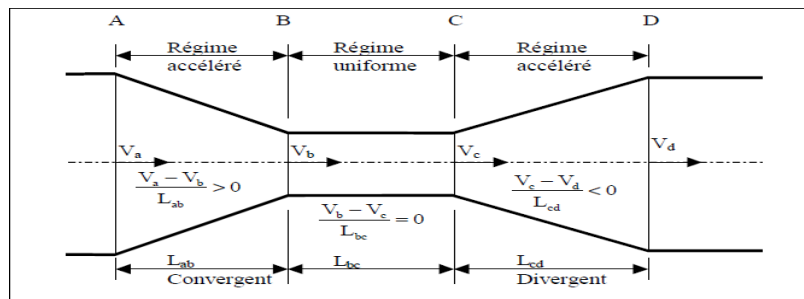 A B C D
Régime Régime Régime
accéléré uniforme accéléré
V_a V_b V_c V_d
(V_a − V_b)/L_ab > 0
(V_b − V_c)/L_bc = 0
(V_c − V_d)/L_cd < 0
L_ab L_bc L_cd
Convergent Divergent